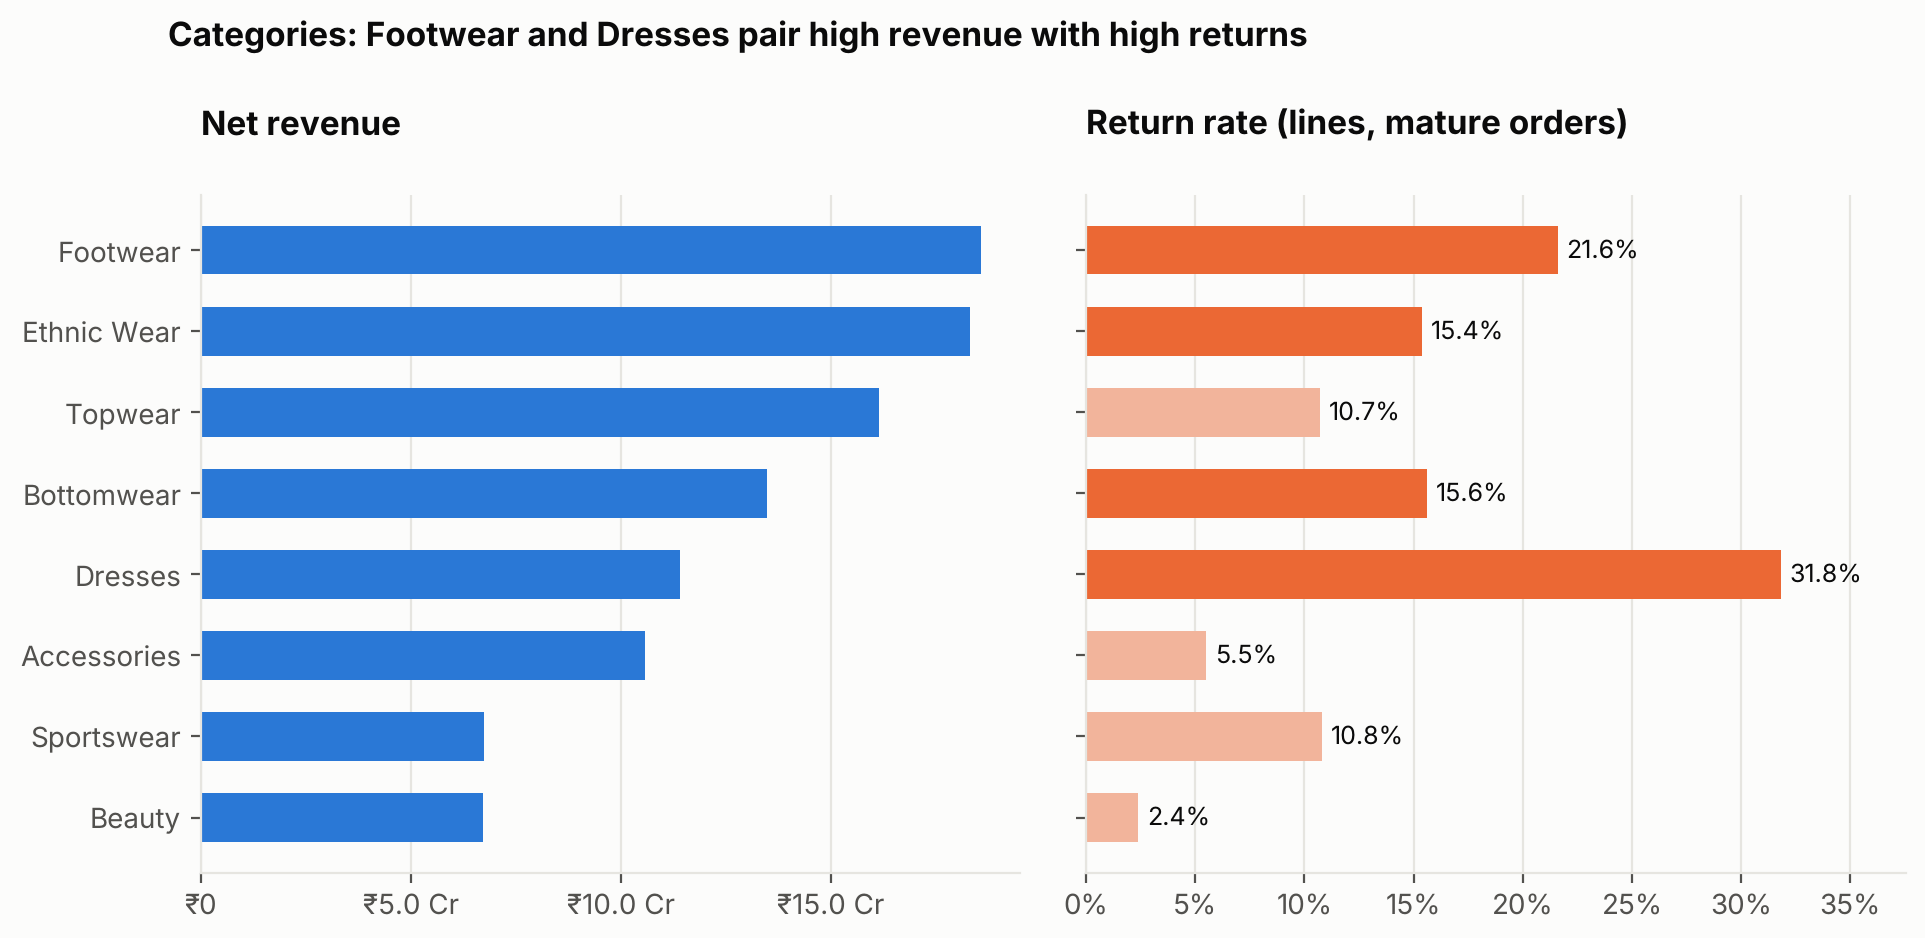 Categories: Footwear and Dresses pair high revenue with high returns
Net revenue
Footwear
Ethnic Wear
Topwear
Bottomwear
Dresses
Accessories
Sportswear
Beauty
₹0
₹5.0 Cr
₹10.0 Cr
₹15.0 Cr
Return rate (lines, mature orders)
21.6%
15.4%
10.7%
15.6%
31.8%
5.5%
10.8%
2.4%
0%
5%
10%
15%
20%
25%
30%
35%